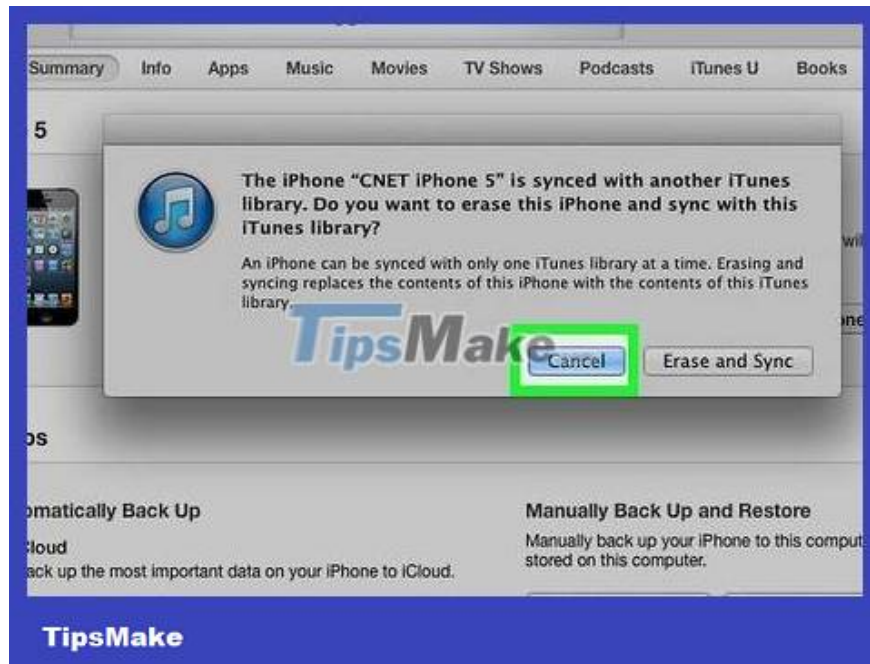 Summary Info Apps Music Movies TV Shows Podcasts iTunes U Books
5
The iPhone “CNET iPhone 5” is synced with another iTunes
library. Do you want to erase this iPhone and sync with this
iTunes library?
An iPhone can be synced with only one iTunes library at a time. Erasing and
syncing replaces the contents of this iPhone with the contents of this iTunes
library.
TipsMake
Cancel Erase and Sync
omatically Back Up
Cloud
ack up the most important data on your iPhone to iCloud.
Manually Back Up and Restore
Manually back up your iPhone to this comput
stored on this computer.
TipsMake